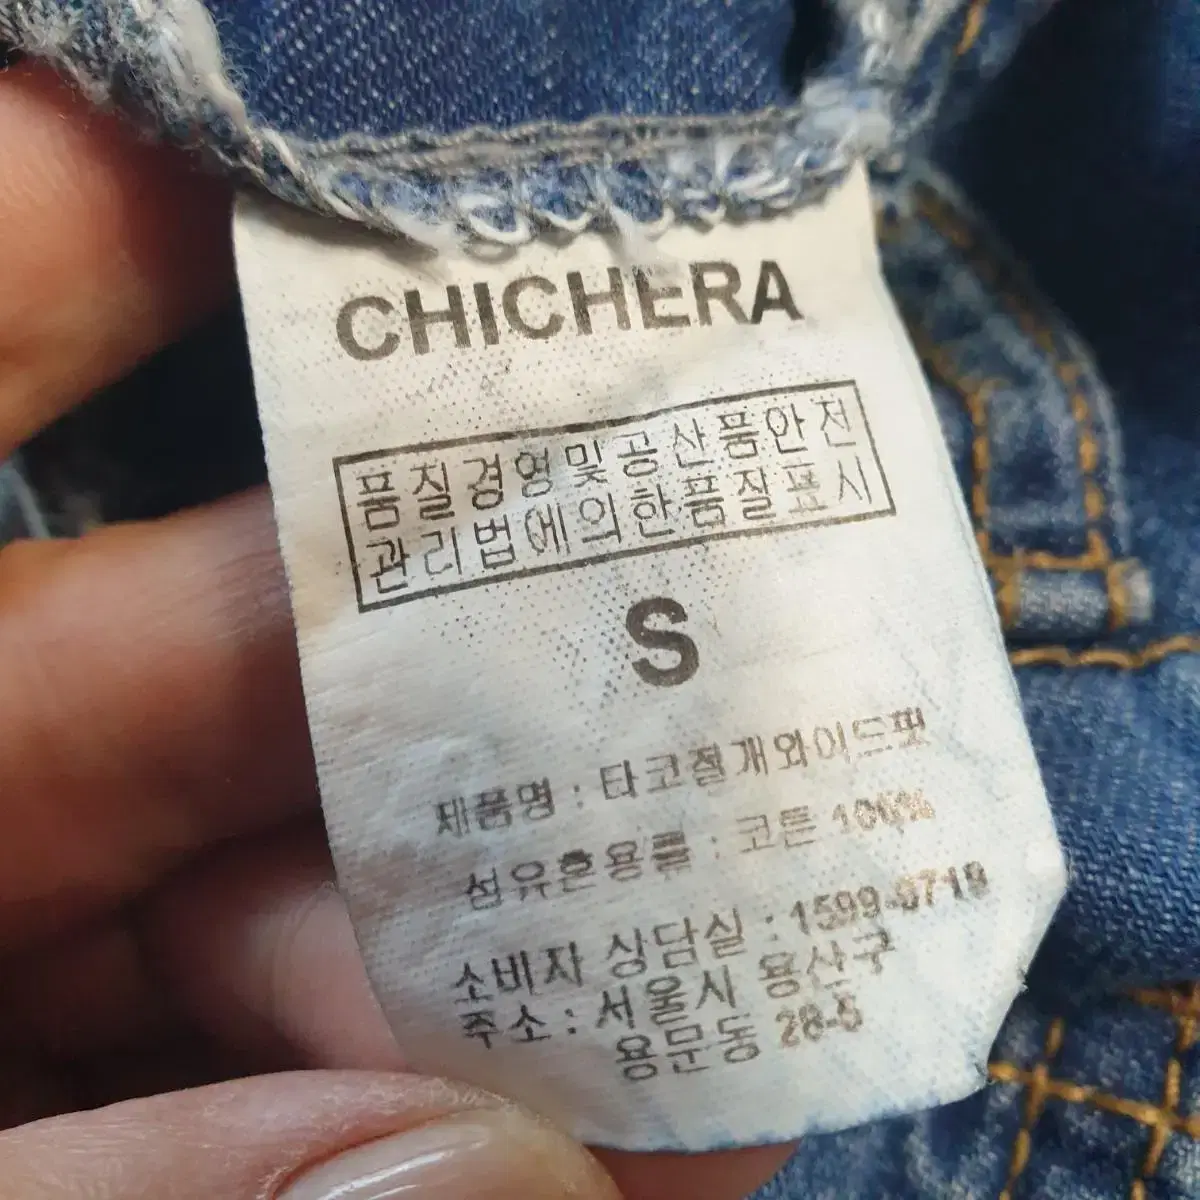 CHICHERA
품질경영및공산품안전
관리법에의한품질표시
S
제품명 : 타코절개와이드팟
섬유혼용률 : 코튼 100%
소비자 상담실 : 1599-0719
주소 : 서울시 용산구
용문동 28-5